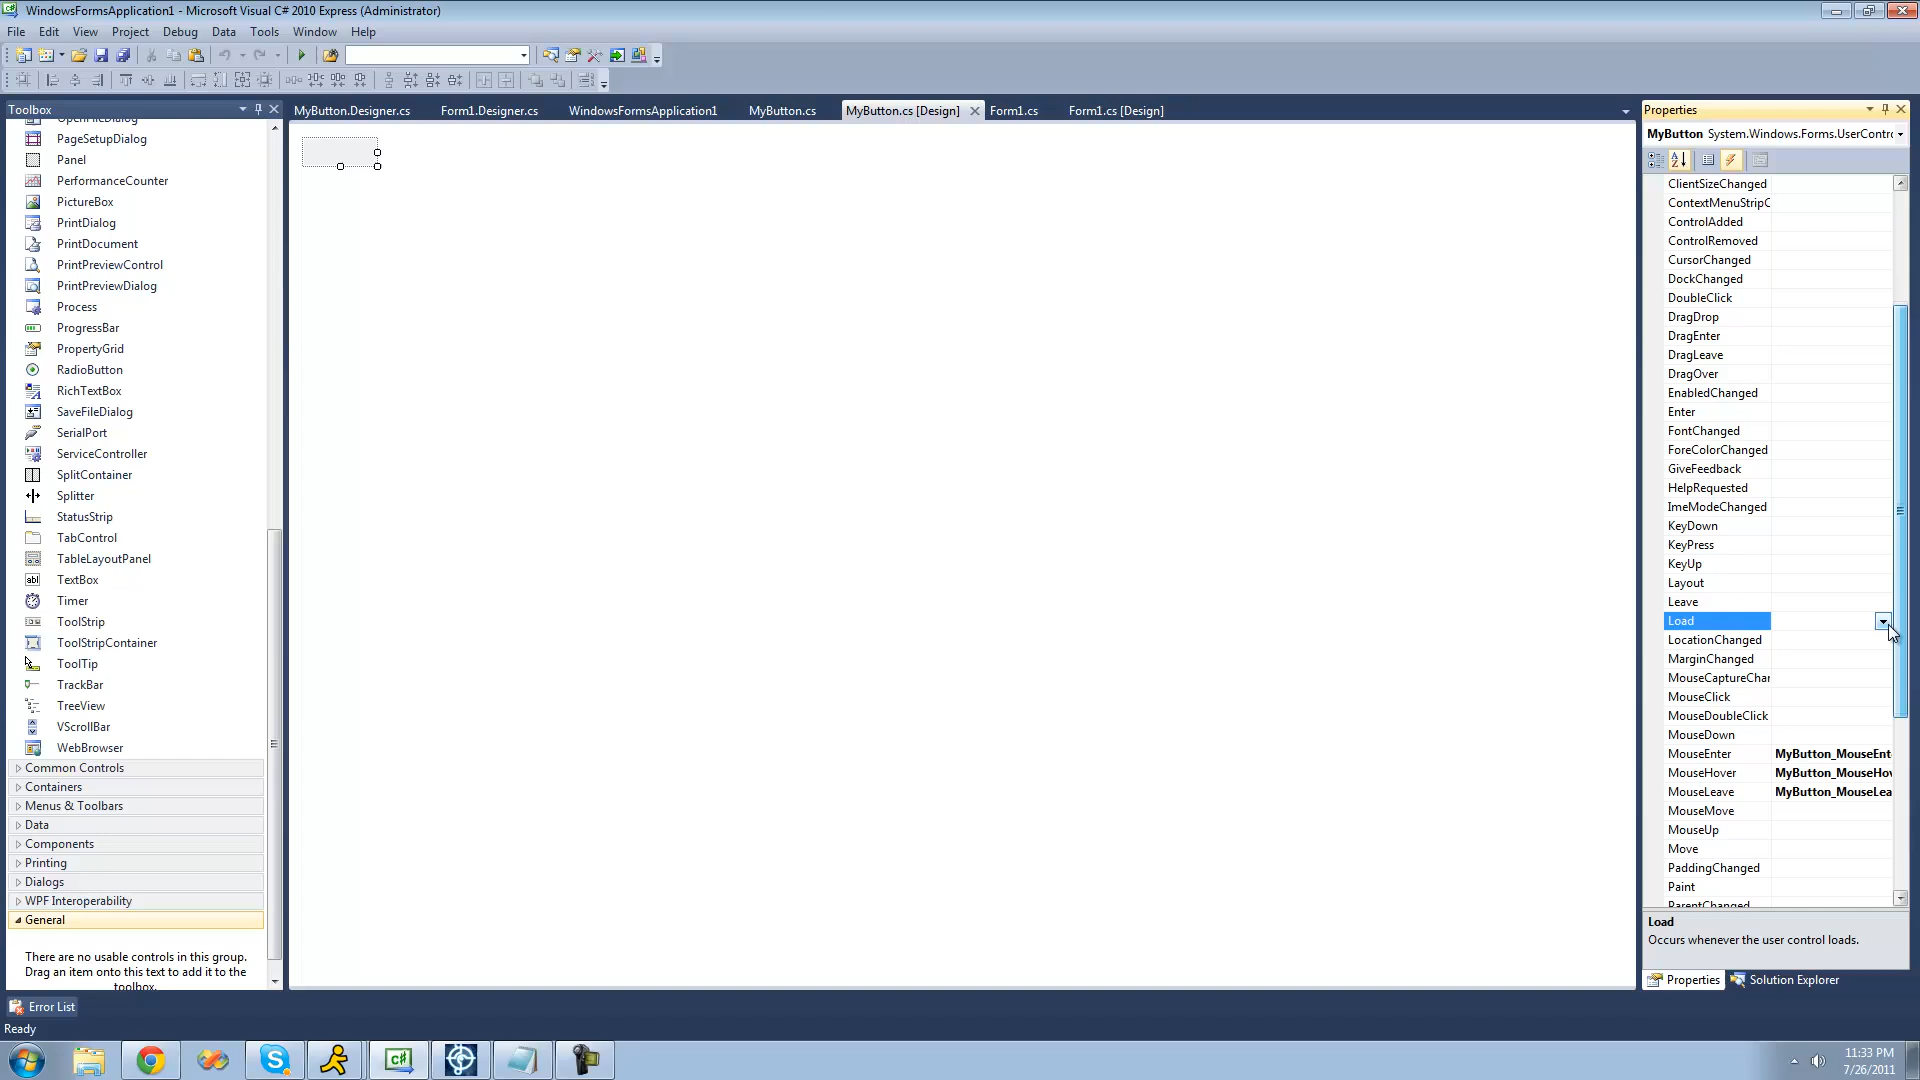 WindowsFormsApplication1 - Microsoft Visual C# 2010 Express (Administrator)
File Edit View Project Debug Data Tools Window Help
Toolbox
MyButton.Designer.cs Form1.Designer.cs WindowsFormsApplication1 MyButton.cs MyButton.cs [Design] Form1.cs Form1.cs [Design]
Properties
MyButton System.Windows.Forms.UserContro
OpenFileDialog
PageSetupDialog
Panel
PerformanceCounter
PictureBox
PrintDialog
PrintDocument
PrintPreviewControl
PrintPreviewDialog
Process
ProgressBar
PropertyGrid
RadioButton
RichTextBox
SaveFileDialog
SerialPort
ServiceController
SplitContainer
Splitter
StatusStrip
TabControl
TableLayoutPanel
TextBox
Timer
ToolStrip
ToolStripContainer
ToolTip
TrackBar
TreeView
VScrollBar
WebBrowser
Common Controls
Containers
Menus & Toolbars
Data
Components
Printing
Dialogs
WPF Interoperability
General
There are no usable controls in this group.
Drag an item onto this text to add it to the
toolbox.
ClientSizeChanged
ContextMenuStripC
ControlAdded
ControlRemoved
CursorChanged
DockChanged
DoubleClick
DragDrop
DragEnter
DragLeave
DragOver
EnabledChanged
Enter
FontChanged
ForeColorChanged
GiveFeedback
HelpRequested
ImeModeChanged
KeyDown
KeyPress
KeyUp
Layout
Leave
Load
LocationChanged
MarginChanged
MouseCaptureChar
MouseClick
MouseDoubleClick
MouseDown
MouseEnter MyButton_MouseEnt
MouseHover MyButton_MouseHov
MouseLeave MyButton_MouseLea
MouseMove
MouseUp
Move
PaddingChanged
Paint
ParentChanged
Load
Occurs whenever the user control loads.
Properties Solution Explorer
Error List
Ready
11:33 PM
7/26/2011